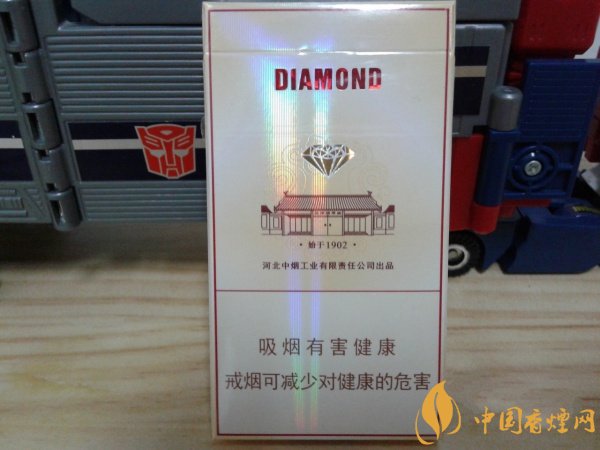 DIAMOND
·始于1902·
河北中烟工业有限责任公司出品
吸烟有害健康
戒烟可减少对健康的危害
中国香煙网